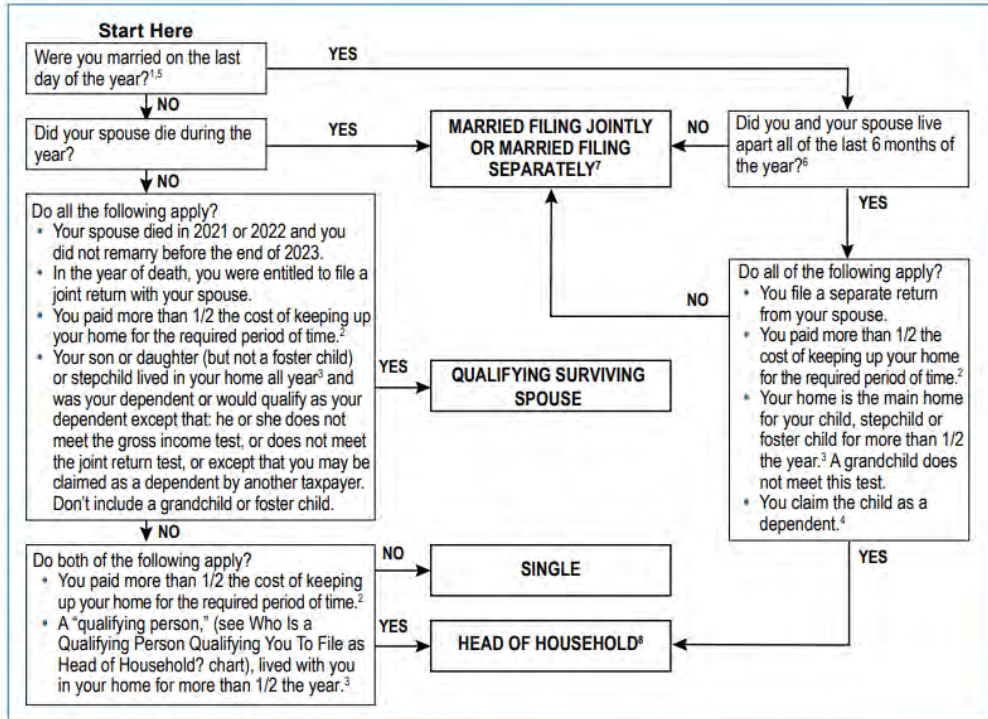 Start Here
Were you married on the last
day of the year?1,5
YES
NO
Did your spouse die during the
year?
YES
MARRIED FILING JOINTLY
OR MARRIED FILING
SEPARATELY7
NO
Did you and your spouse live
apart all of the last 6 months of
the year?6
NO
YES
Do all the following apply?
• Your spouse died in 2021 or 2022 and you
did not remarry before the end of 2023.
• In the year of death, you were entitled to file a
joint return with your spouse.
• You paid more than 1/2 the cost of keeping up
your home for the required period of time.2
• Your son or daughter (but not a foster child)
or stepchild lived in your home all year3 and
was your dependent or would qualify as your
dependent except that: he or she does not
meet the gross income test, or does not meet
the joint return test, or except that you may be
claimed as a dependent by another taxpayer.
Don't include a grandchild or foster child.
YES
QUALIFYING SURVIVING
SPOUSE
NO
Do all of the following apply?
• You file a separate return
from your spouse.
• You paid more than 1/2 the
cost of keeping up your home
for the required period of time.2
• Your home is the main home
for your child, stepchild or
foster child for more than 1/2
the year.3 A grandchild does
not meet this test.
• You claim the child as a
dependent.4
NO
YES
Do both of the following apply?
• You paid more than 1/2 the cost of keeping
up your home for the required period of time.2
• A "qualifying person," (see Who Is a
Qualifying Person Qualifying You To File as
Head of Household? chart), lived with you
in your home for more than 1/2 the year.3
NO
SINGLE
YES
HEAD OF HOUSEHOLD8